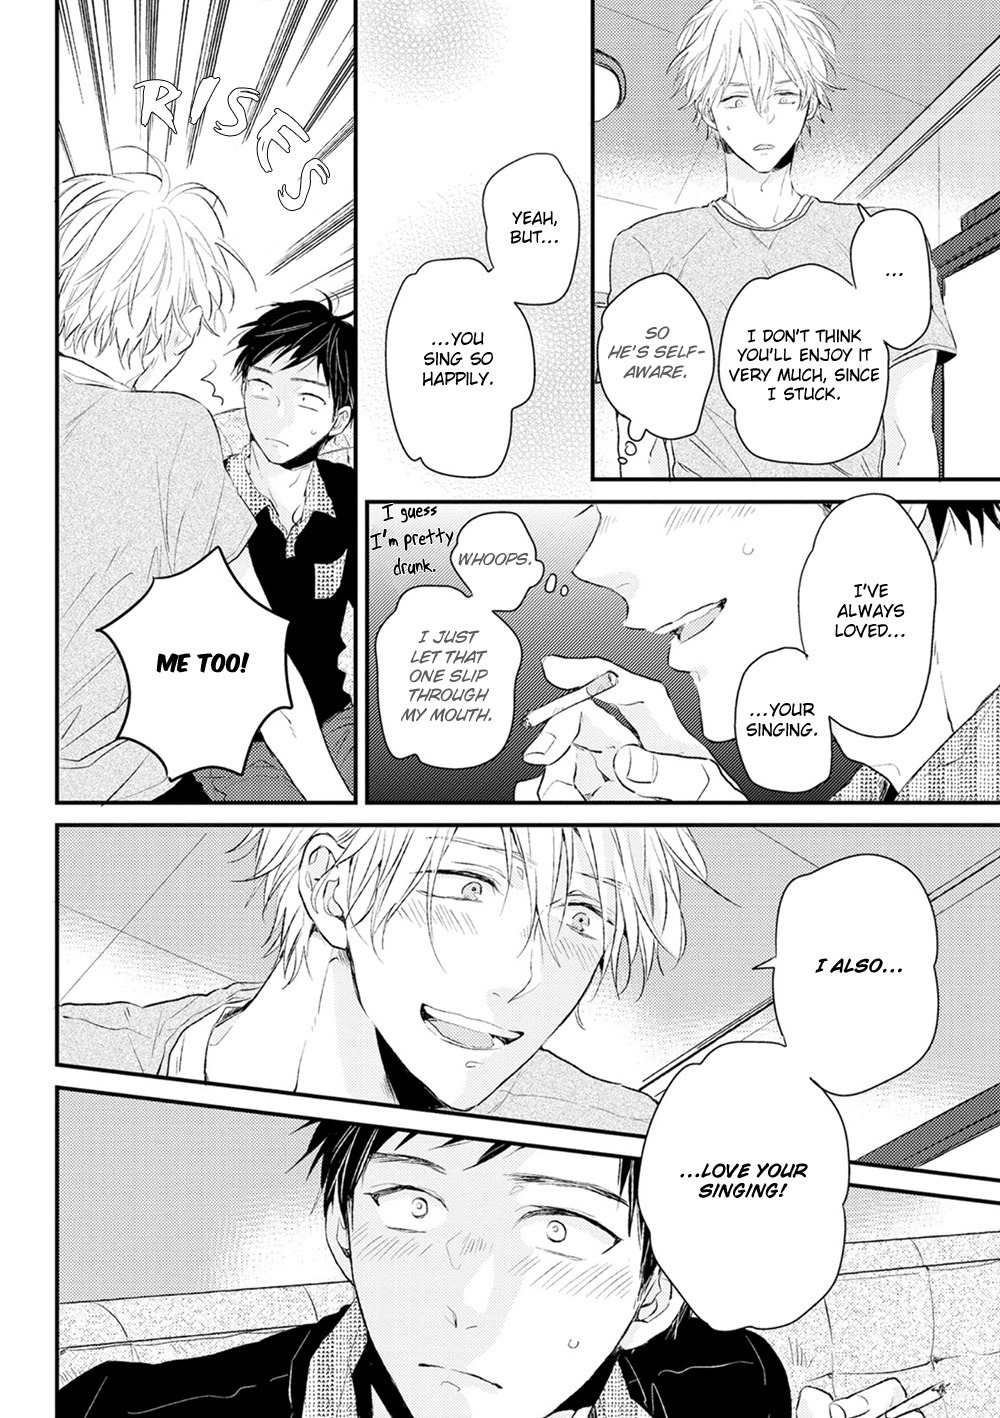 ...
I DON'T THINK
YOU'LL ENJOY IT
VERY MUCH, SINCE
I STUCK.
SO
HE'S SELF-
AWARE.
YEAH,
BUT...
...YOU
SING SO
HAPPILY.
I'VE
ALWAYS
LOVED...
...YOUR
SINGING.
WHOOPS.
I guess
I'm pretty
drunk.
I JUST
LET THAT
ONE SLIP
THROUGH
MY MOUTH.
RISES
ME TOO!
I ALSO...
...LOVE YOUR
SINGING!